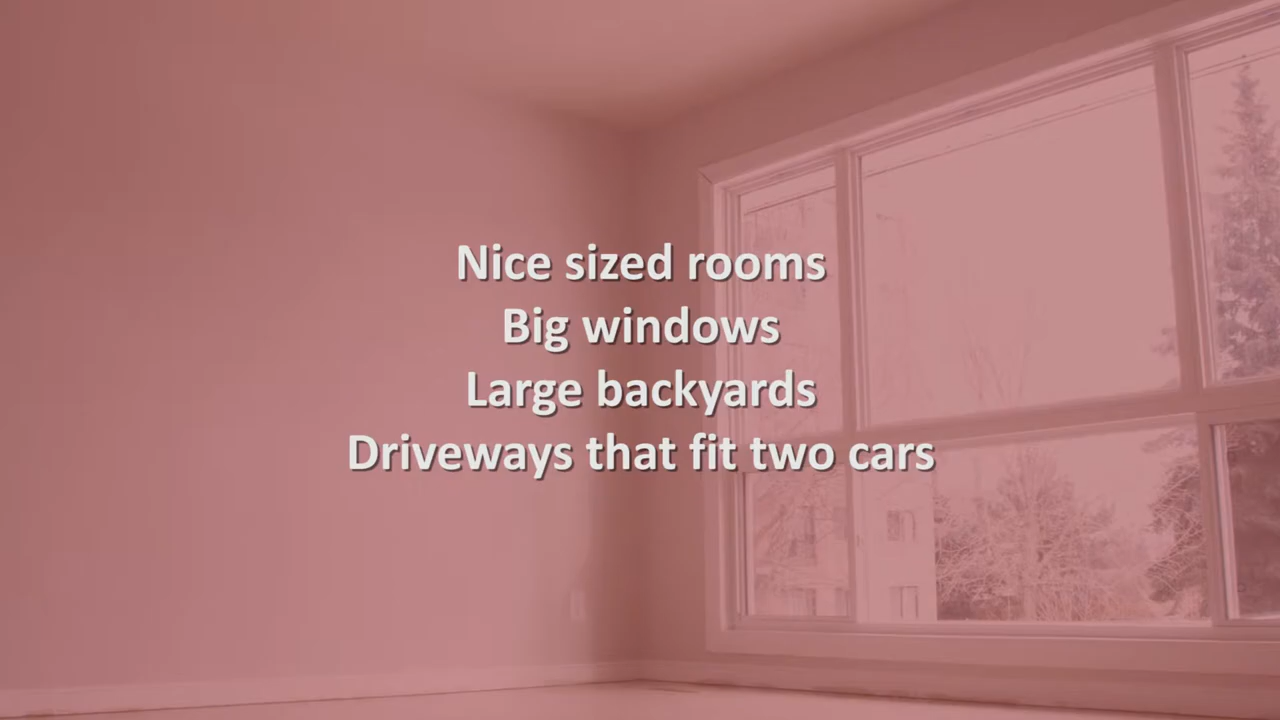 Nice sized rooms
Big windows
Large backyards
Driveways that fit two cars